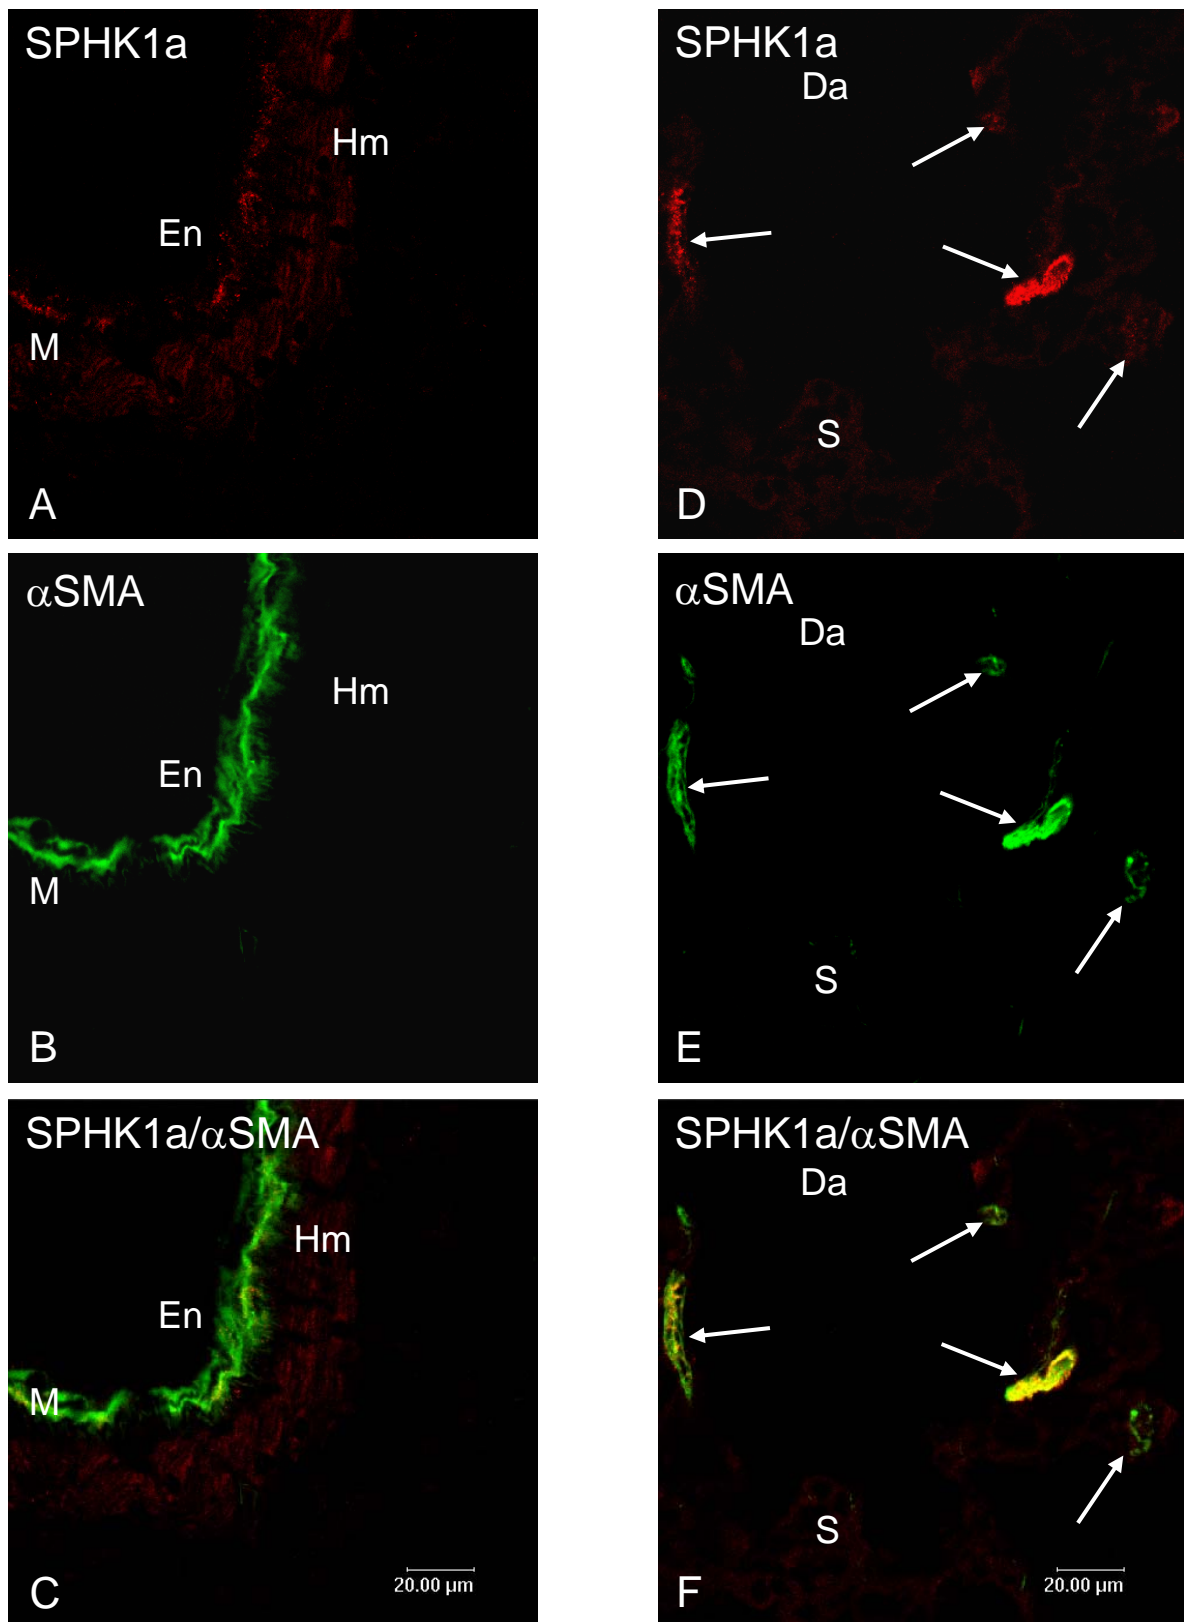 SPHK1a
Hm
En
M
A
SPHK1a
Da
S
D
αSMA
Hm
En
M
B
αSMA
Da
S
E
SPHK1a/αSMA
Hm
En
M
20.00 µm
C
SPHK1a/αSMA
Da
S
20.00 µm
F